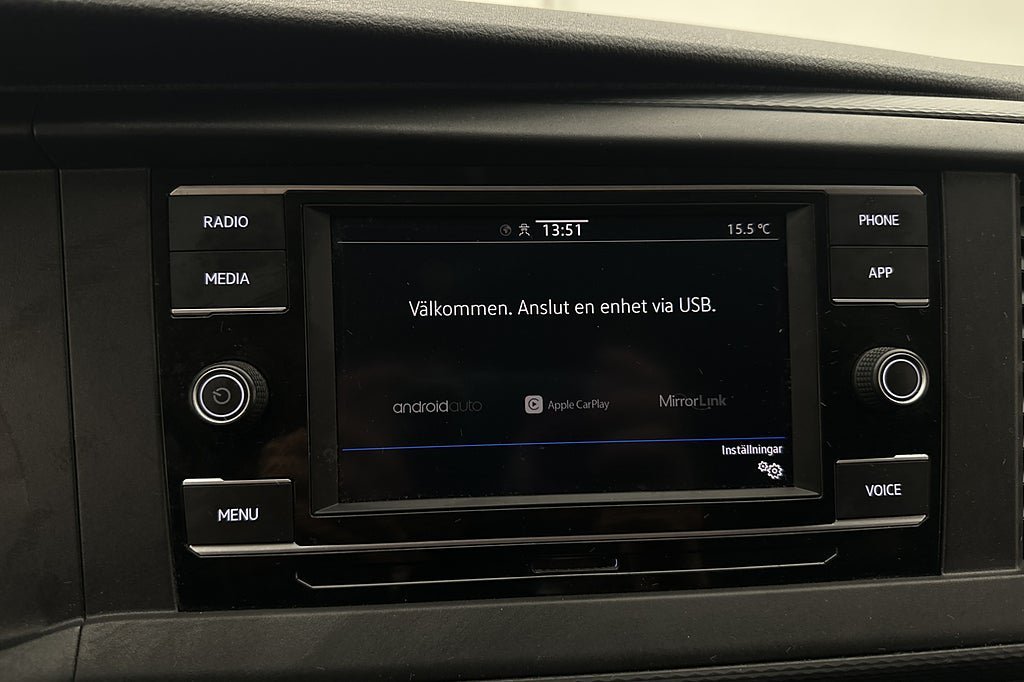 RADIO
MEDIA
MENU
13:51
15.5 °C
Välkommen. Anslut en enhet via USB.
androidauto
Apple CarPlay
MirrorLink
Inställningar
PHONE
APP
VOICE